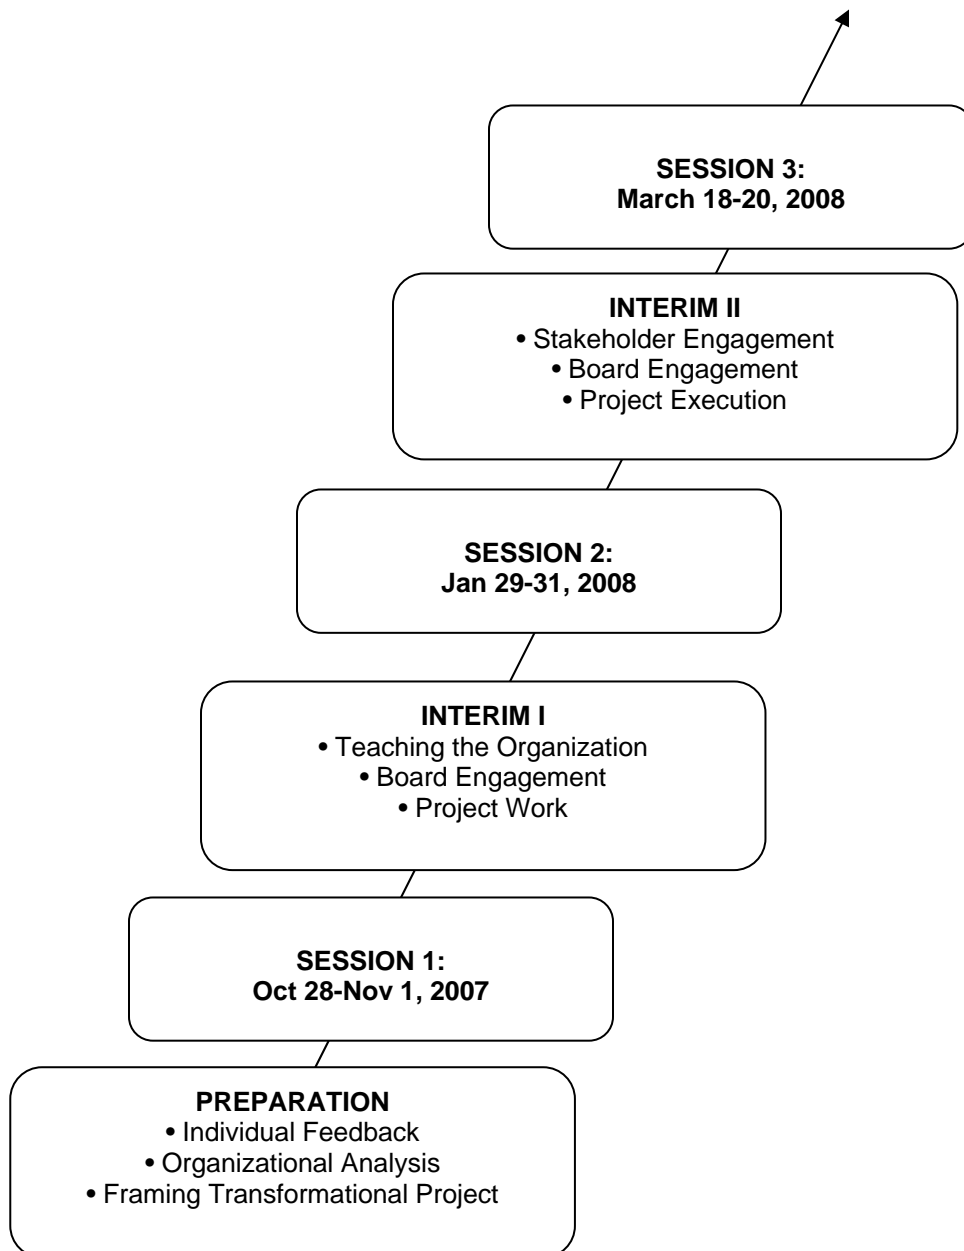 SESSION 3:
March 18-20, 2008
INTERIM II
• Stakeholder Engagement
• Board Engagement
• Project Execution
SESSION 2:
Jan 29-31, 2008
INTERIM I
• Teaching the Organization
• Board Engagement
• Project Work
SESSION 1:
Oct 28-Nov 1, 2007
PREPARATION
• Individual Feedback
• Organizational Analysis
• Framing Transformational Project